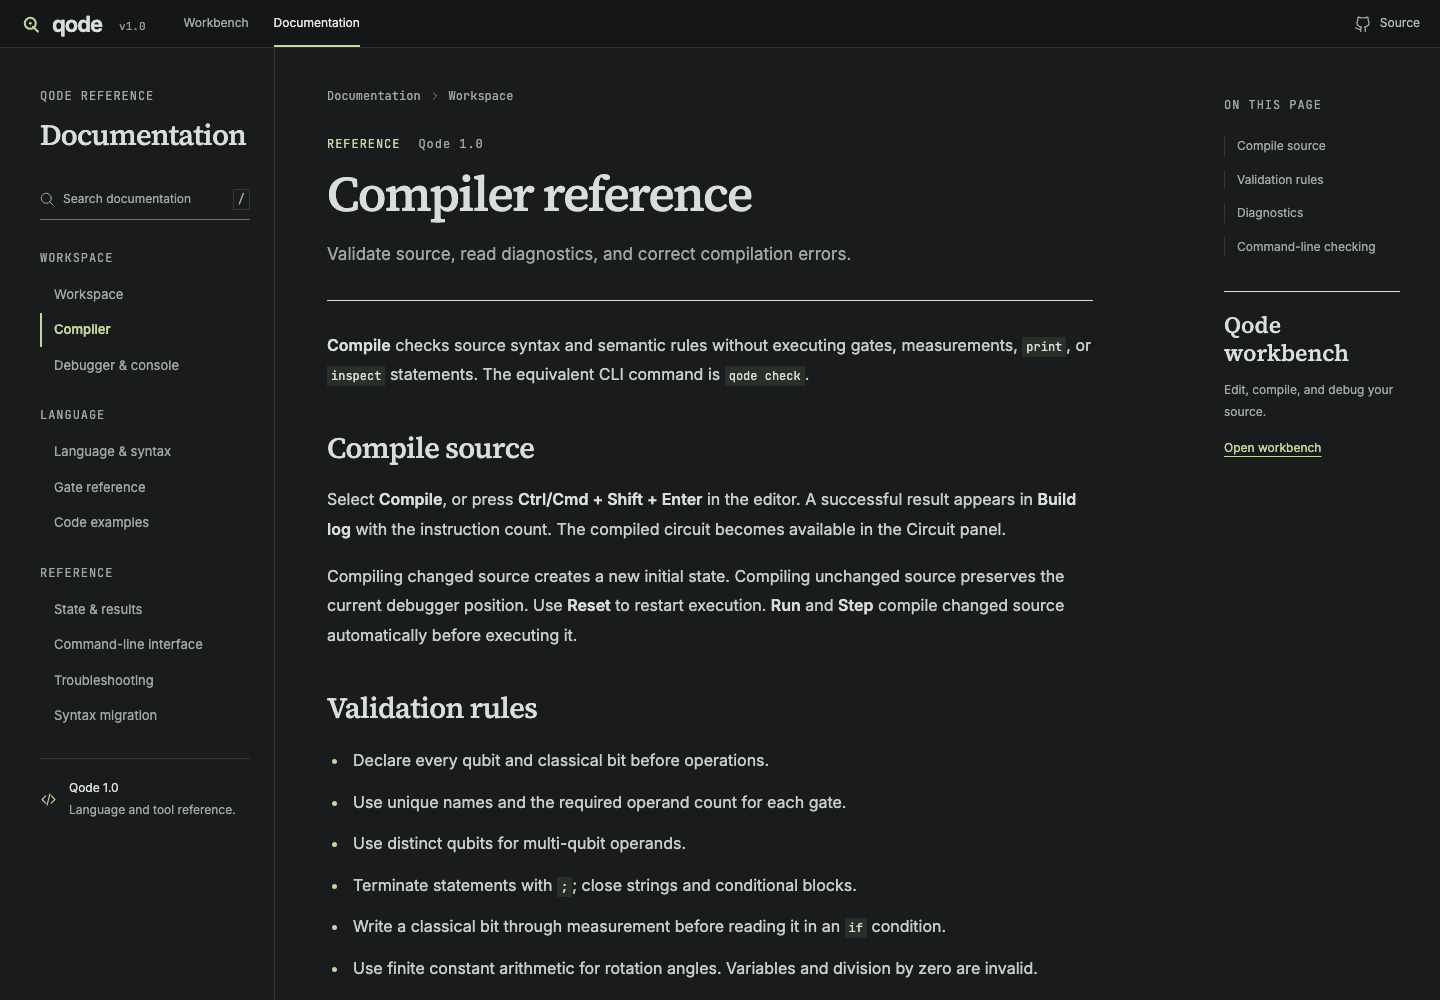 qode v1.0 Workbench Documentation Source
QODE REFERENCE
Documentation
Search documentation /
WORKSPACE
Workspace
Compiler
Debugger & console
LANGUAGE
Language & syntax
Gate reference
Code examples
REFERENCE
State & results
Command-line interface
Troubleshooting
Syntax migration
Qode 1.0
Language and tool reference.
Documentation > Workspace
REFERENCE Qode 1.0
Compiler reference
Validate source, read diagnostics, and correct compilation errors.
Compile checks source syntax and semantic rules without executing gates, measurements, print, or
inspect statements. The equivalent CLI command is qode check.
Compile source
Select Compile, or press Ctrl/Cmd + Shift + Enter in the editor. A successful result appears in Build
log with the instruction count. The compiled circuit becomes available in the Circuit panel.
Compiling changed source creates a new initial state. Compiling unchanged source preserves the
current debugger position. Use Reset to restart execution. Run and Step compile changed source
automatically before executing it.
Validation rules
• Declare every qubit and classical bit before operations.
• Use unique names and the required operand count for each gate.
• Use distinct qubits for multi-qubit operands.
• Terminate statements with ;; close strings and conditional blocks.
• Write a classical bit through measurement before reading it in an if condition.
• Use finite constant arithmetic for rotation angles. Variables and division by zero are invalid.
ON THIS PAGE
Compile source
Validation rules
Diagnostics
Command-line checking
Qode
workbench
Edit, compile, and debug your
source.
Open workbench